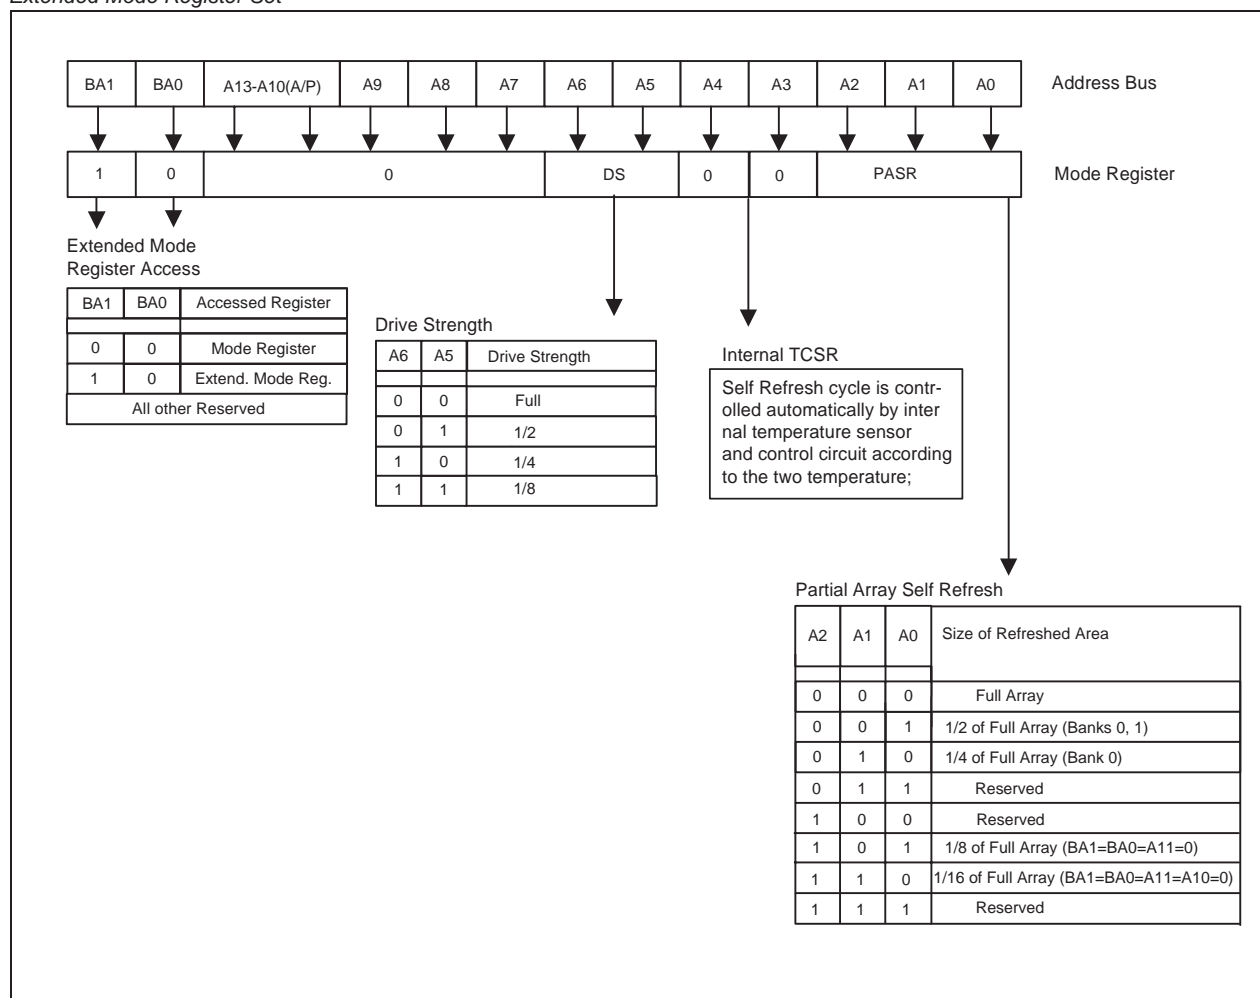 Extended Mode Register Set
BA1 BA0 A13-A10(A/P) A9 A8 A7 A6 A5 A4 A3 A2 A1 A0 Address Bus
1 0 0 DS 0 0 PASR Mode Register
Extended Mode
Register Access
BA1 BA0 Accessed Register
0 0 Mode Register
1 0 Extend. Mode Reg.
All other Reserved
Drive Strength
A6 A5 Drive Strength
0 0 Full
0 1 1/2
1 0 1/4
1 1 1/8
Internal TCSR
Self Refresh cycle is contr-
olled automatically by inter
nal temperature sensor
and control circuit according
to the two temperature;
Partial Array Self Refresh
A2 A1 A0 Size of Refreshed Area
0 0 0 Full Array
0 0 1 1/2 of Full Array (Banks 0, 1)
0 1 0 1/4 of Full Array (Bank 0)
0 1 1 Reserved
1 0 0 Reserved
1 0 1 1/8 of Full Array (BA1=BA0=A11=0)
1 1 0 1/16 of Full Array (BA1=BA0=A11=A10=0)
1 1 1 Reserved